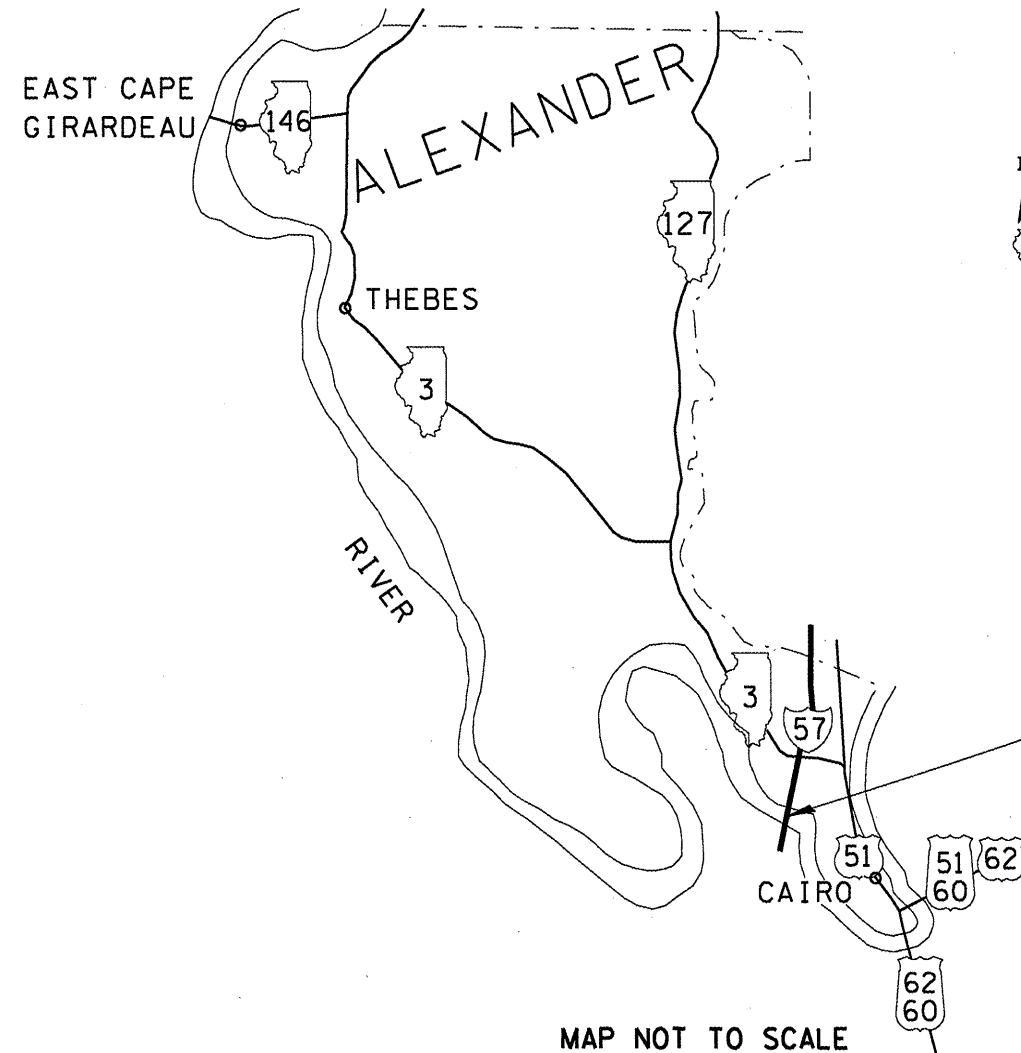 EAST CAPE
GIRARDEAU
146
ALEXANDER
127
THEBES
3
RIVER
3
57
51
51
60
62
CAIRO
62
60
MAP NOT TO SCALE